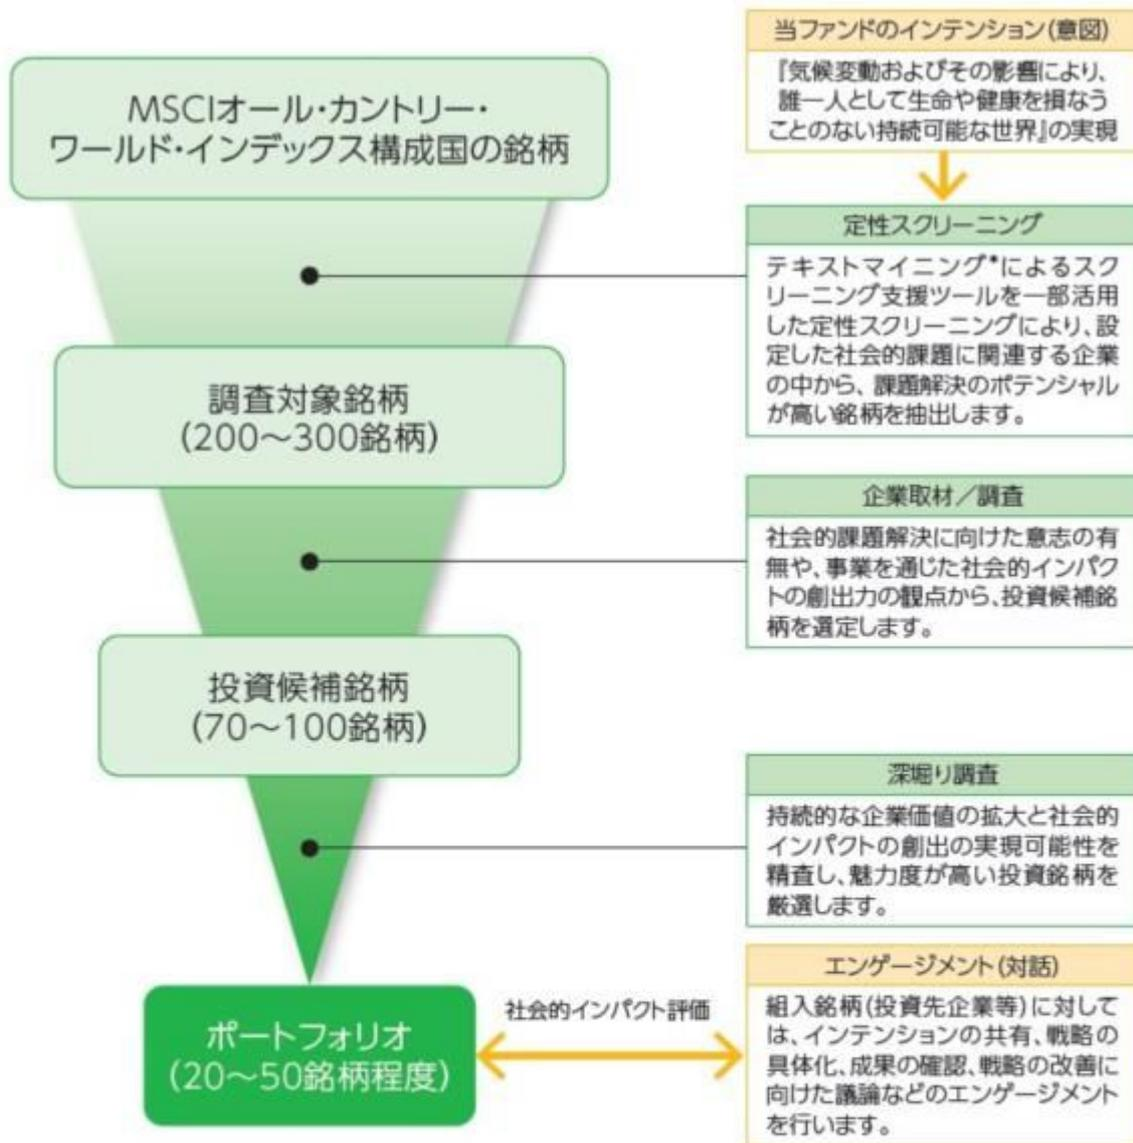 当ファンドのインテンション(意図)
『気候変動およびその影響により、
誰一人として生命や健康を損なう
ことのない持続可能な世界』の実現
MSCIオール・カントリー・
ワールド・インデックス構成国の銘柄
定性スクリーニング
テキストマイニング*によるスク
リーニング支援ツールを一部活用
した定性スクリーニングにより、設
定した社会的課題に関連する企業
の中から、課題解決のポテンシャル
が高い銘柄を抽出します。
調査対象銘柄
(200～300銘柄)
企業取材／調査
社会的課題解決に向けた意志の有
無や、事業を通じた社会的インパク
トの創出力の観点から、投資候補銘
柄を選定します。
投資候補銘柄
(70～100銘柄)
深堀り調査
持続的な企業価値の拡大と社会的
インパクトの創出の実現可能性を
精査し、魅力度が高い投資銘柄を
厳選します。
ポートフォリオ
(20～50銘柄程度)
社会的インパクト評価
エンゲージメント(対話)
組入銘柄(投資先企業等)に対して
は、インテンションの共有、戦略の
具体化、成果の確認、戦略の改善に
向けた議論などのエンゲージメント
を行います。